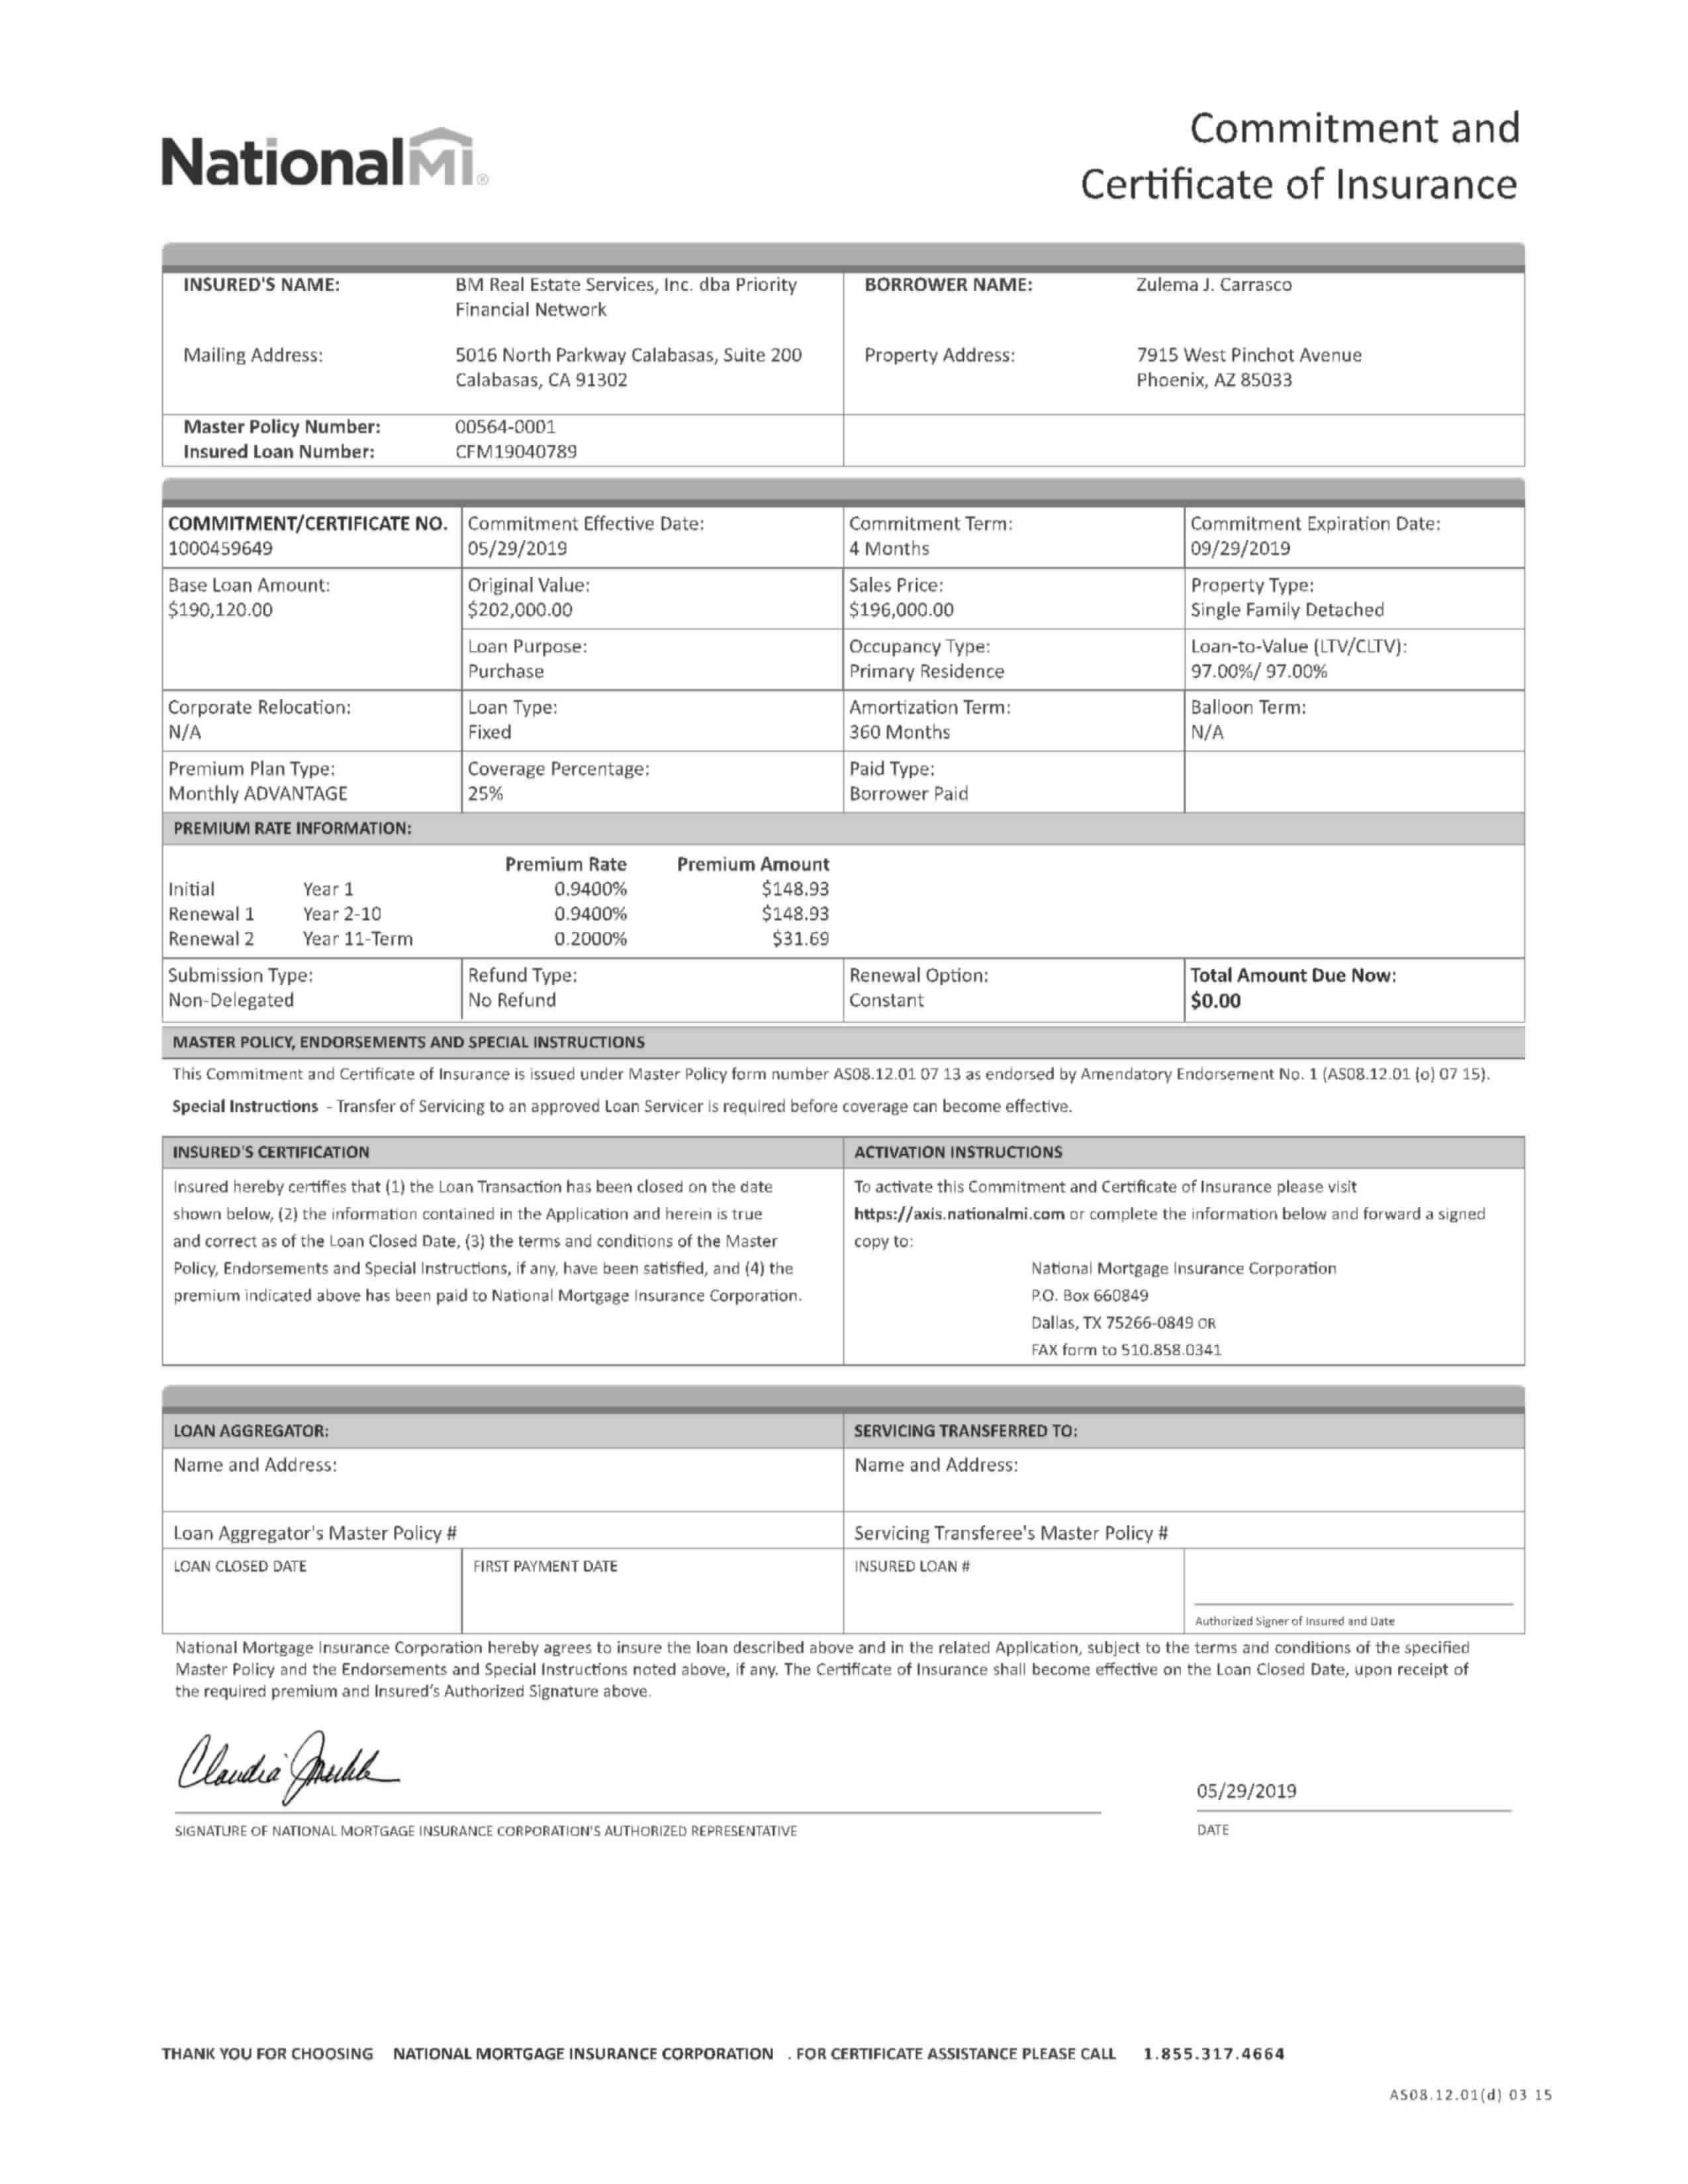 NationalMI®
Commitment and
Certificate of Insurance
INSURED'S NAME: BM Real Estate Services, Inc. dba Priority BORROWER NAME: Zulema J. Carrasco
Financial Network
Mailing Address: 5016 North Parkway Calabasas, Suite 200 Property Address: 7915 West Pinchot Avenue
Calabasas, CA 91302 Phoenix, AZ 85033
Master Policy Number: 00564-0001
Insured Loan Number: CFM19040789
COMMITMENT/CERTIFICATE NO. Commitment Effective Date: Commitment Term: Commitment Expiration Date:
1000459649 05/29/2019 4 Months 09/29/2019
Base Loan Amount: Original Value: Sales Price: Property Type:
$190,120.00 $202,000.00 $196,000.00 Single Family Detached
Loan Purpose: Occupancy Type: Loan-to-Value (LTV/CLTV):
Purchase Primary Residence 97.00%/ 97.00%
Corporate Relocation: Loan Type: Amortization Term: Balloon Term:
N/A Fixed 360 Months N/A
Premium Plan Type: Coverage Percentage: Paid Type:
Monthly ADVANTAGE 25% Borrower Paid
PREMIUM RATE INFORMATION:
Premium Rate Premium Amount
Initial Year 1 0.9400% $148.93
Renewal 1 Year 2-10 0.9400% $148.93
Renewal 2 Year 11-Term 0.2000% $31.69
Submission Type: Refund Type: Renewal Option: Total Amount Due Now:
Non-Delegated No Refund Constant $0.00
MASTER POLICY, ENDORSEMENTS AND SPECIAL INSTRUCTIONS
This Commitment and Certificate of Insurance is issued under Master Policy form number AS08.12.01 07 13 as endorsed by Amendatory Endorsement No. 1 (AS08.12.01 (o) 07 15).
Special Instructions - Transfer of Servicing to an approved Loan Servicer is required before coverage can become effective.
INSURED'S CERTIFICATION
Insured hereby certifies that (1) the Loan Transaction has been closed on the date
shown below, (2) the information contained in the Application and herein is true
and correct as of the Loan Closed Date, (3) the terms and conditions of the Master
Policy, Endorsements and Special Instructions, if any, have been satisfied, and (4) the
premium indicated above has been paid to National Mortgage Insurance Corporation.
ACTIVATION INSTRUCTIONS
To activate this Commitment and Certificate of Insurance please visit
https://axis.nationalmi.com or complete the information below and forward a signed
copy to:
National Mortgage Insurance Corporation
P.O. Box 660849
Dallas, TX 75266-0849 OR
FAX form to 510.858.0341
LOAN AGGREGATOR: SERVICING TRANSFERRED TO:
Name and Address: Name and Address:
Loan Aggregator's Master Policy # Servicing Transferee's Master Policy #
LOAN CLOSED DATE FIRST PAYMENT DATE INSURED LOAN #
Authorized Signer of Insured and Date
National Mortgage Insurance Corporation hereby agrees to insure the loan described above and in the related Application, subject to the terms and conditions of the specified
Master Policy and the Endorsements and Special Instructions noted above, if any. The Certificate of Insurance shall become effective on the Loan Closed Date, upon receipt of
the required premium and Insured's Authorized Signature above.
Claudia
05/29/2019
SIGNATURE OF NATIONAL MORTGAGE INSURANCE CORPORATION'S AUTHORIZED REPRESENTATIVE DATE
THANK YOU FOR CHOOSING NATIONAL MORTGAGE INSURANCE CORPORATION . FOR CERTIFICATE ASSISTANCE PLEASE CALL 1.855.317.4664
AS08.12.01(d) 03 15